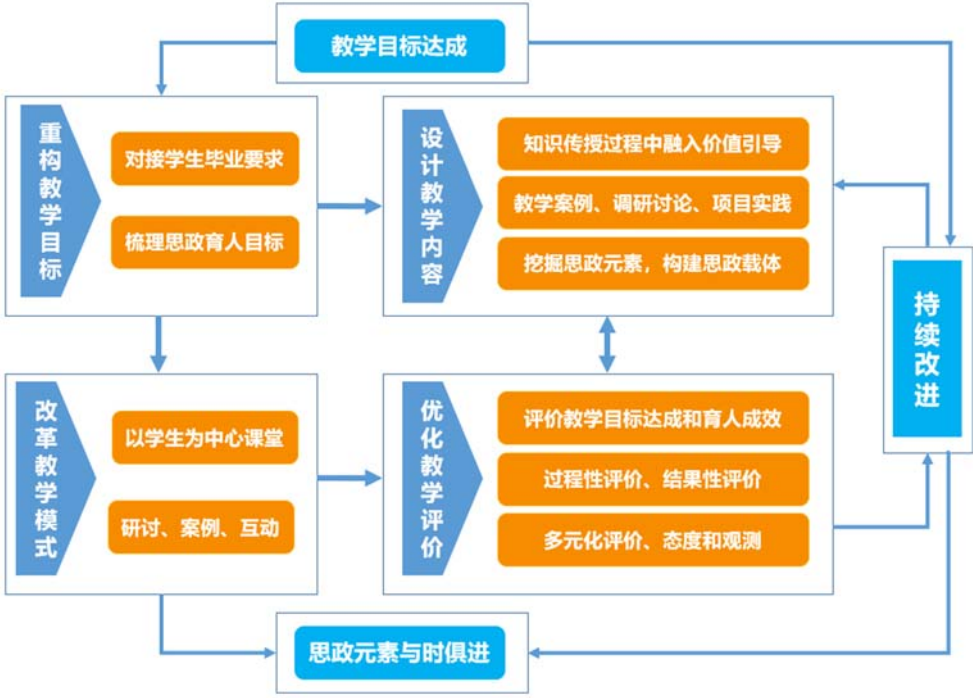 教学目标达成
重构教学目标
对接学生毕业要求
梳理思政育人目标
设计教学内容
知识传授过程中融入价值引导
教学案例、调研讨论、项目实践
挖掘思政元素，构建思政载体
持续改进
改革教学模式
以学生为中心课堂
研讨、案例、互动
优化教学评价
评价教学目标达成和育人成效
过程性评价、结果性评价
多元化评价、态度和观测
思政元素与时俱进